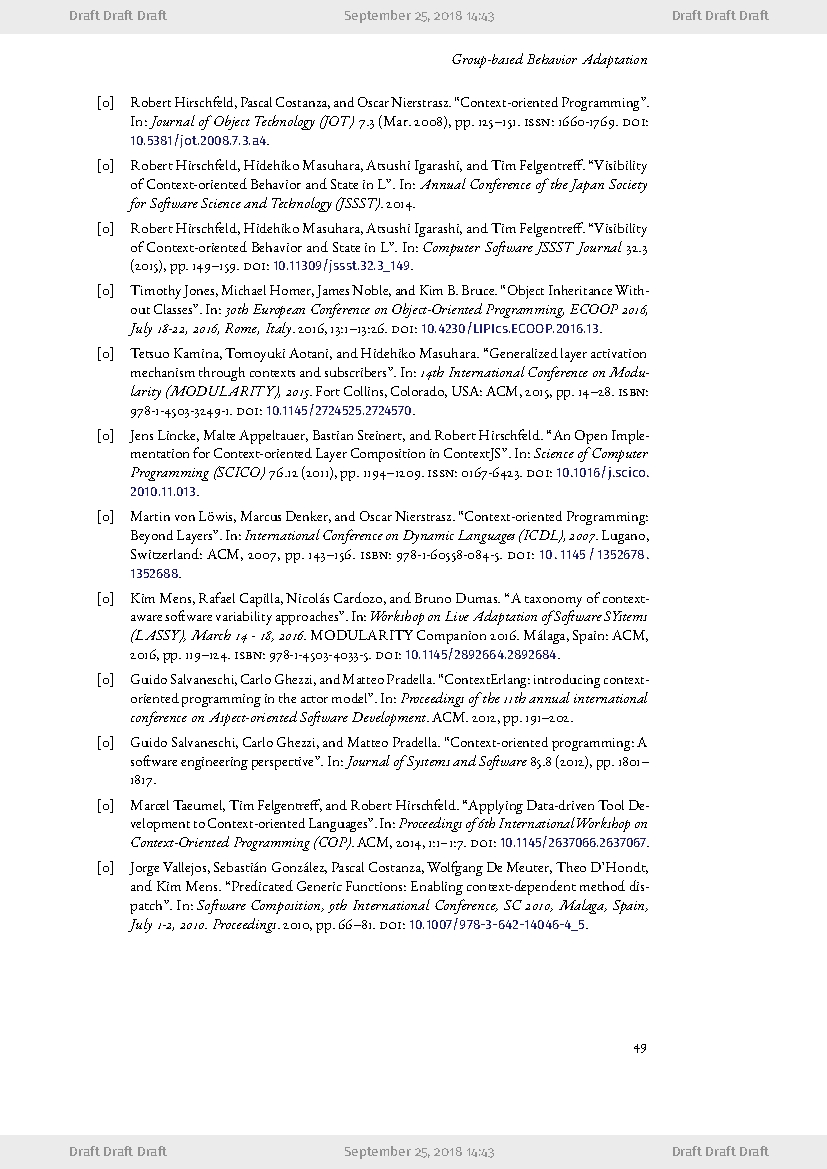 Draft Draft Draft September 25, 2018 14:43 Draft Draft Draft
Group-based Behavior Adaptation
[0] Robert Hirschfeld, Pascal Costanza, and Oscar Nierstrasz. “Context-oriented Programming”.
In: Journal of Object Technology (JOT) 7.3 (Mar. 2008), pp. 125–151. ISSN: 1660-1769. DOI:
10.5381/jot.2008.7.3.a4.
[0] Robert Hirschfeld, Hidehiko Masuhara, Atsushi Igarashi, and Tim Felgentreff. “Visibility
of Context-oriented Behavior and State in L”. In: Annual Conference of the Japan Society
for Software Science and Technology (JSSST). 2014.
[0] Robert Hirschfeld, Hidehiko Masuhara, Atsushi Igarashi, and Tim Felgentreff. “Visibility
of Context-oriented Behavior and State in L”. In: Computer Software JSSST Journal 32.3
(2015), pp. 149–159. DOI: 10.11309/jssst.32.3_149.
[0] Timothy Jones, Michael Homer, James Noble, and Kim B. Bruce. “Object Inheritance With-
out Classes”. In: 30th European Conference on Object-Oriented Programming, ECOOP 2016,
July 18-22, 2016, Rome, Italy. 2016, 13:1–13:26. DOI: 10.4230/LIPIcs.ECOOP.2016.13.
[0] Tetsuo Kamina, Tomoyuki Aotani, and Hidehiko Masuhara. “Generalized layer activation
mechanism through contexts and subscribers”. In: 14th International Conference on Modu-
larity (MODULARITY), 2015. Fort Collins, Colorado, USA: ACM, 2015, pp. 14–28. ISBN:
978-1-4503-3249-1. DOI: 10.1145/2724525.2724570.
[0] Jens Lincke, Malte Appeltauer, Bastian Steinert, and Robert Hirschfeld. “An Open Imple-
mentation for Context-oriented Layer Composition in ContextJS”. In: Science of Computer
Programming (SCICO) 76.12 (2011), pp. 1194–1209. ISSN: 0167-6423. DOI: 10.1016/j.scico.
2010.11.013.
[0] Martin von Löwis, Marcus Denker, and Oscar Nierstrasz. “Context-oriented Programming:
Beyond Layers”. In: International Conference on Dynamic Languages (ICDL), 2007. Lugano,
Switzerland: ACM, 2007, pp. 143–156. ISBN: 978-1-60558-084-5. DOI: 10.1145/1352678.
1352688.
[0] Kim Mens, Rafael Capilla, Nicolás Cardozo, and Bruno Dumas. “A taxonomy of context-
aware software variability approaches”. In: Workshop on Live Adaptation of Software SYstems
(LASSY), March 14 - 18, 2016. MODULARITY Companion 2016. Málaga, Spain: ACM,
2016, pp. 119–124. ISBN: 978-1-4503-4033-5. DOI: 10.1145/2892664.2892684.
[0] Guido Salvaneschi, Carlo Ghezzi, and Matteo Pradella. “ContextErlang: introducing context-
oriented programming in the actor model”. In: Proceedings of the 11th annual international
conference on Aspect-oriented Software Development. ACM. 2012, pp. 191–202.
[0] Guido Salvaneschi, Carlo Ghezzi, and Matteo Pradella. “Context-oriented programming: A
software engineering perspective”. In: Journal of Systems and Software 85.8 (2012), pp. 1801–
1817.
[0] Marcel Taeumel, Tim Felgentreff, and Robert Hirschfeld. “Applying Data-driven Tool De-
velopment to Context-oriented Languages”. In: Proceedings of 6th International Workshop on
Context-Oriented Programming (COP). ACM, 2014, 1:1–1:7. DOI: 10.1145/2637066.2637067.
[0] Jorge Vallejos, Sebastián González, Pascal Costanza, Wolfgang De Meuter, Theo D’Hondt,
and Kim Mens. “Predicated Generic Functions: Enabling context-dependent method dis-
patch”. In: Software Composition, 9th International Conference, SC 2010, Malaga, Spain,
July 1-2, 2010. Proceedings. 2010, pp. 66–81. DOI: 10.1007/978-3-642-14046-4_5.
49
Draft Draft Draft September 25, 2018 14:43 Draft Draft Draft